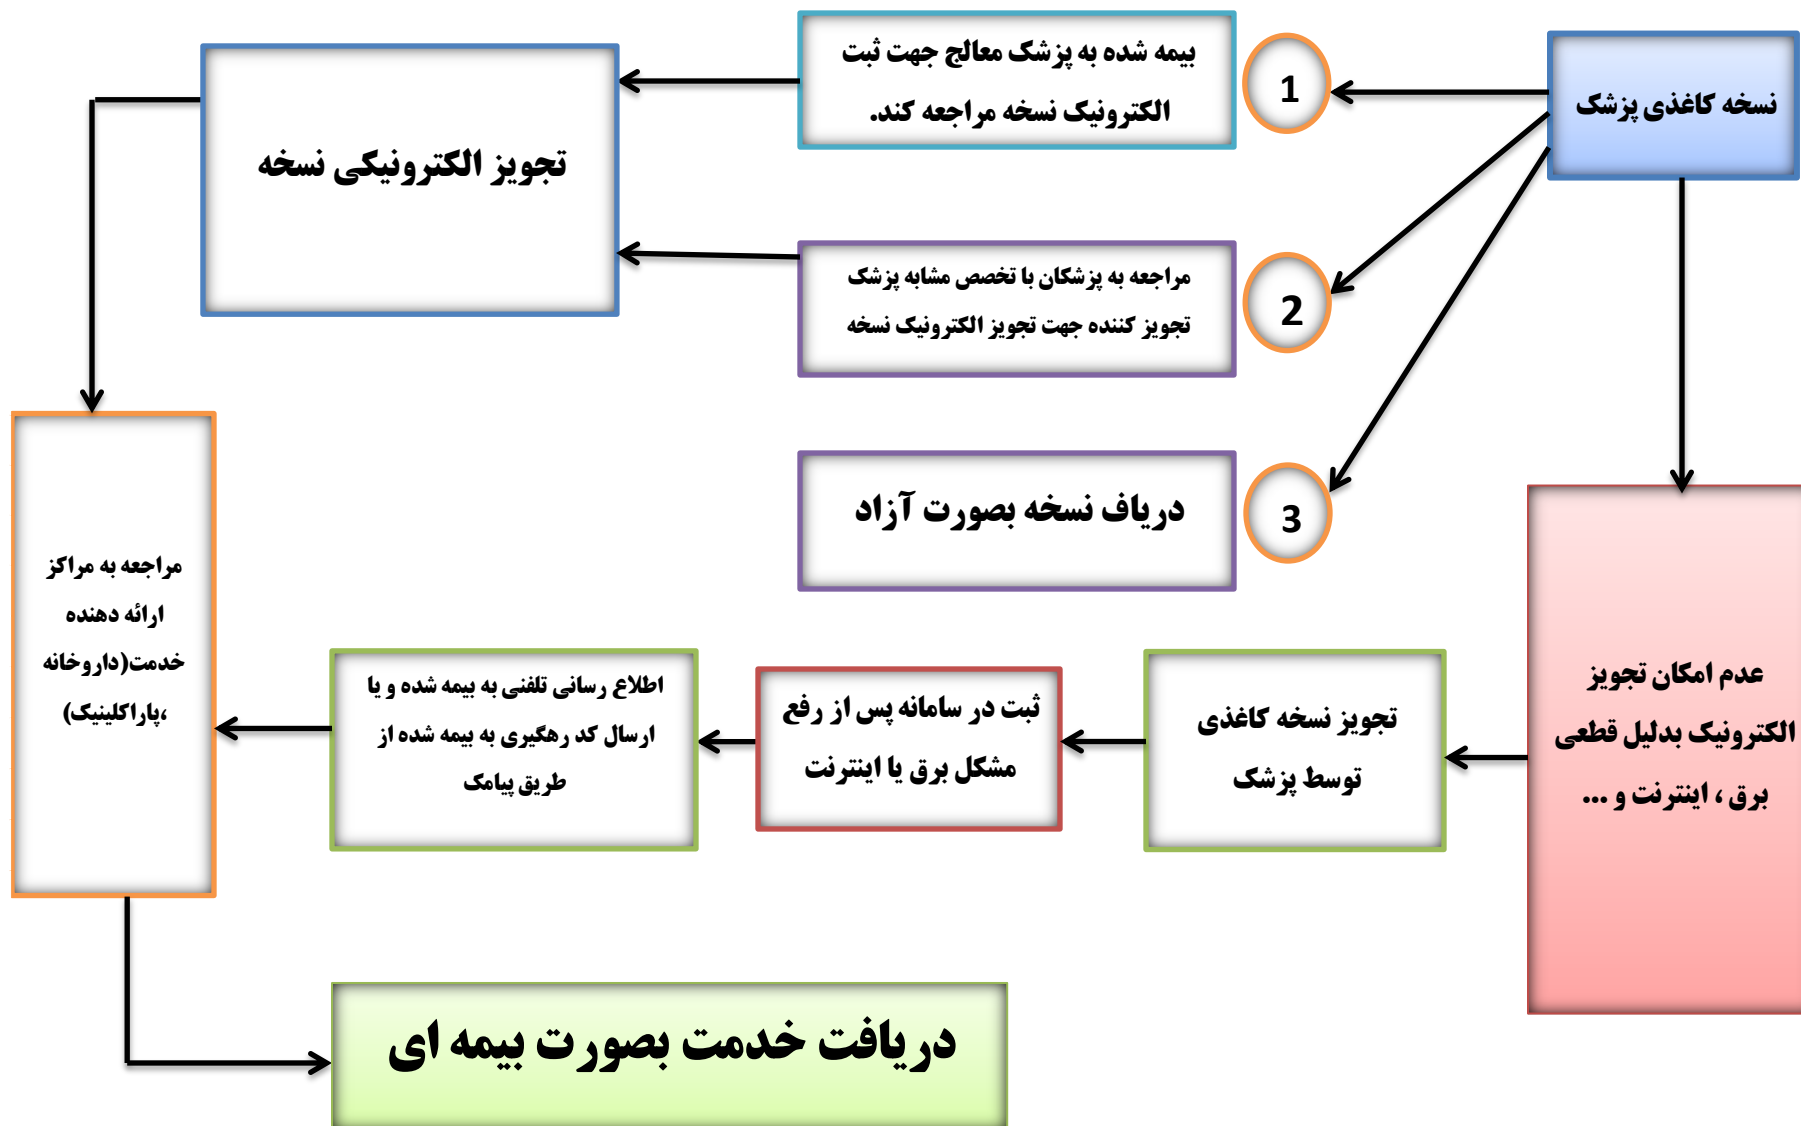 نسخه کاغذی پزشک
1
بیمه شده به پزشک معالج جهت ثبت
الکترونیک نسخه مراجعه کند.
تجویز الکترونیکی نسخه
2
مراجعه به پزشکان با تخصص مشابه پزشک
تجویز کننده جهت تجویز الکترونیک نسخه
3
دریاف نسخه بصورت آزاد
عدم امکان تجویز
الکترونیک بدلیل قطعی
برق ، اینترنت و ...
تجویز نسخه کاغذی
توسط پزشک
ثبت در سامانه پس از رفع
مشکل برق یا اینترنت
اطلاع رسانی تلفنی به بیمه شده و یا
ارسال کد رهگیری به بیمه شده از
طریق پیامک
مراجعه به مراکز
ارائه دهنده
خدمت(داروخانه
،پاراکلینیک)
دریافت خدمت بصورت بیمه ای